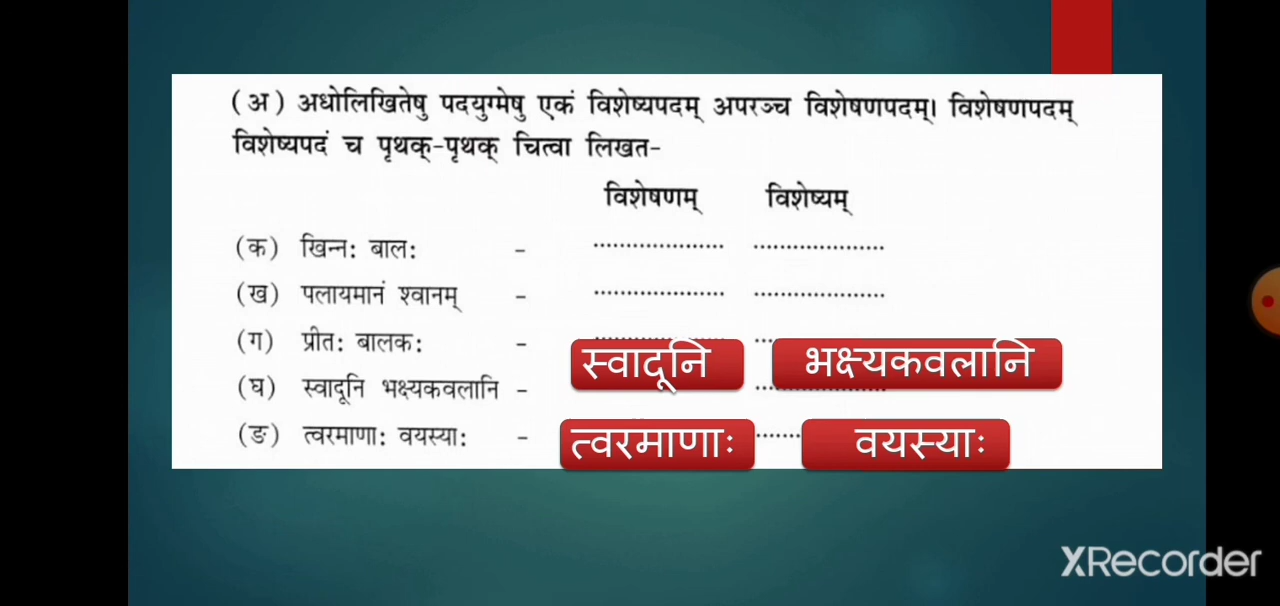 (अ) अधोलिखितेषु पदयुग्मेषु एकं विशेष्यपदम् अपरञ्च विशेषणपदम्। विशेषणपदम्
विशेष्यपदं च पृथक्-पृथक् चित्वा लिखत-
विशेषणम् विशेष्यम्
(क) खिन्न: बाल: - ..................... .....................
(ख) पलायमानं श्वानम् - ..................... .....................
(ग) प्रीत: बालक: -
स्वादूनि भक्ष्यकवलानि
(घ) स्वादूनि भक्ष्यकवलानि -
(ङ) त्वरमाणा: वयस्या: - त्वरमाणाः ....... वयस्याः
XRecorder